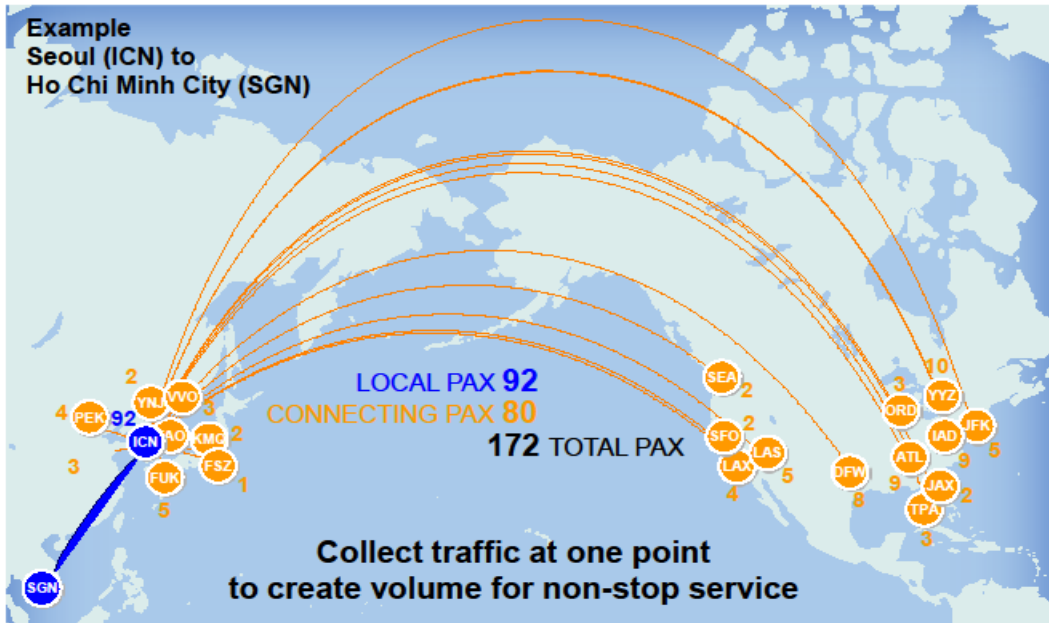 Example
Seoul (ICN) to
Ho Chi Minh City (SGN)
2
YNJ
VVO
3
4
PEK
92
ICN
KMQ
2
3
FUK
5
FSZ
1
SGN
LOCAL PAX 92
CONNECTING PAX 80
172 TOTAL PAX
SEA
2
2
SFO
LAX
4
LAS
5
DFW
8
3
ORD
10
YYZ
JFK
5
IAD
9
ATL
9
JAX
2
TPA
3
Collect traffic at one point
to create volume for non-stop service